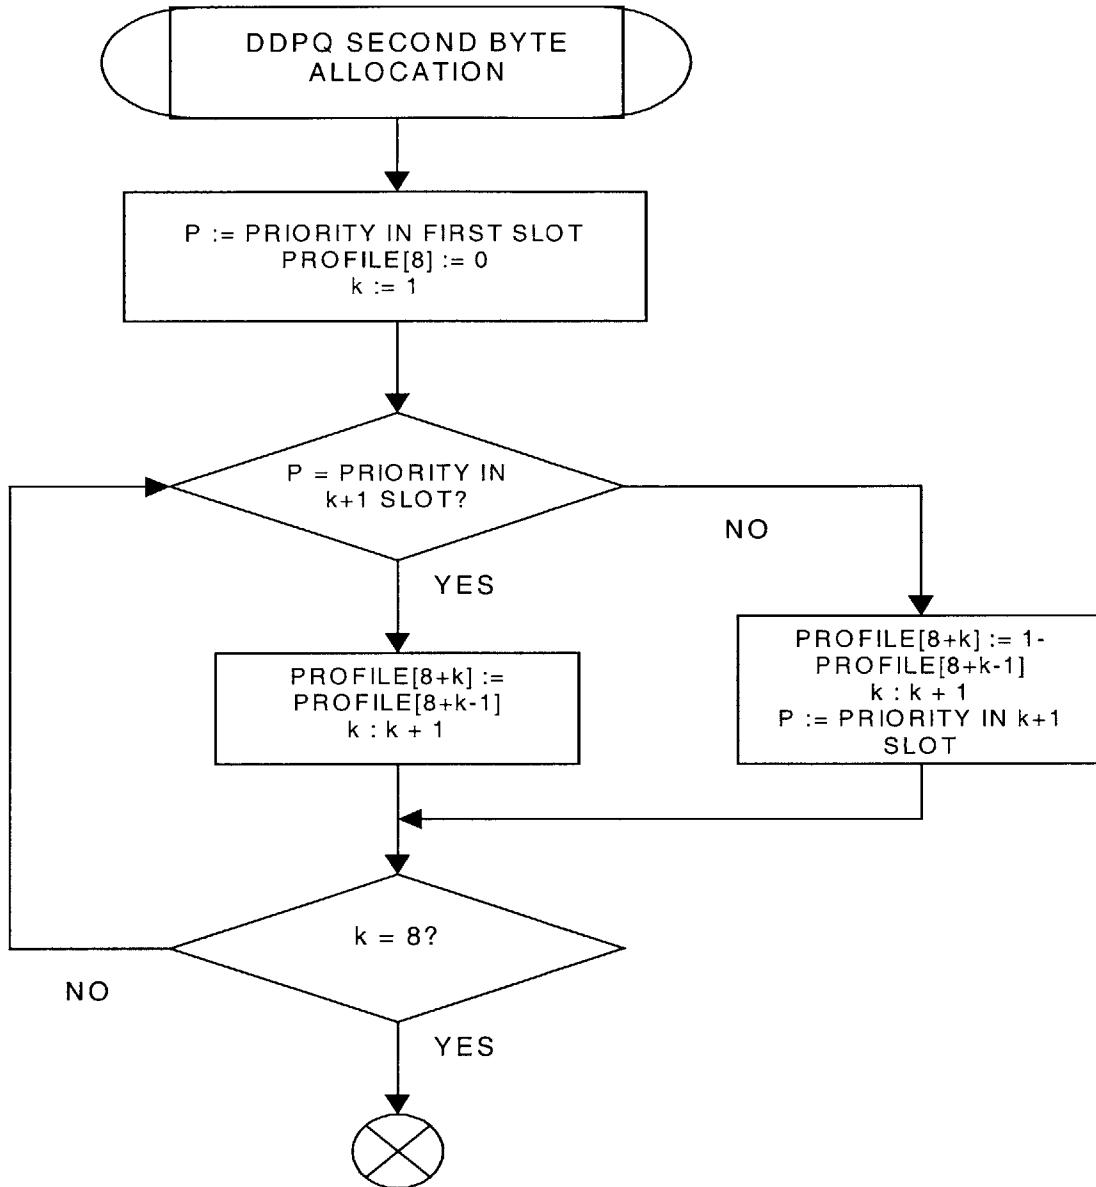 DDPQ SECOND BYTE
ALLOCATION
P := PRIORITY IN FIRST SLOT
PROFILE[8] := 0
k := 1
P = PRIORITY IN
k+1 SLOT?
NO
YES
PROFILE[8+k] :=
PROFILE[8+k-1]
k : k + 1
PROFILE[8+k] := 1-
PROFILE[8+k-1]
k : k + 1
P := PRIORITY IN k+1
SLOT
k = 8?
NO
YES